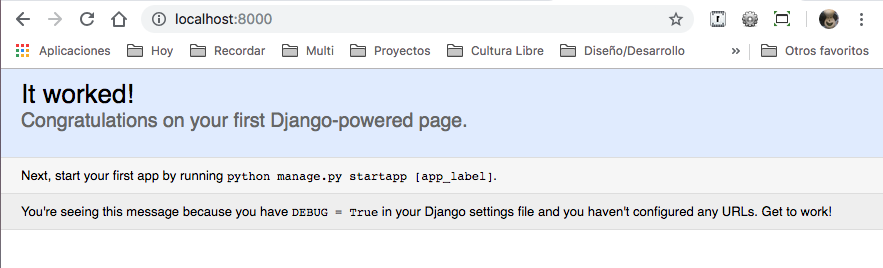 localhost:8000
Aplicaciones Hoy Recordar Multi Proyectos Cultura Libre Diseño/Desarrollo » Otros favoritos
It worked!
Congratulations on your first Django-powered page.
Next, start your first app by running python manage.py startapp [app_label].
You're seeing this message because you have DEBUG = True in your Django settings file and you haven't configured any URLs. Get to work!